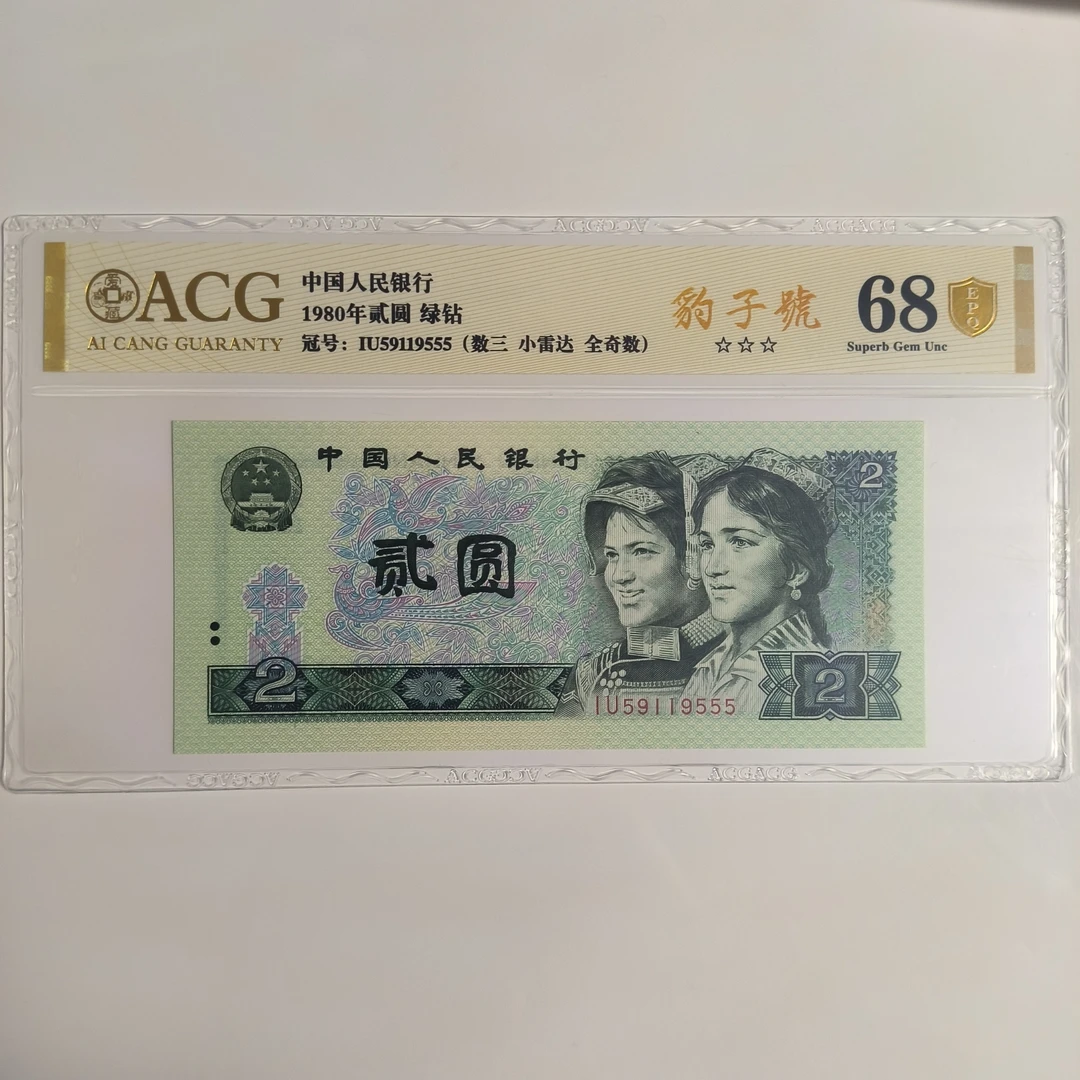 ACG
AI CANG GUARANTY
中国人民银行
1980年贰圆 绿钻
冠号：IU59119555（数三 小雷达 全奇数）
豹子號
☆☆☆
68
EPQ
Superb Gem Unc
中国人民银行
2
贰圆
2
2
IU59119555